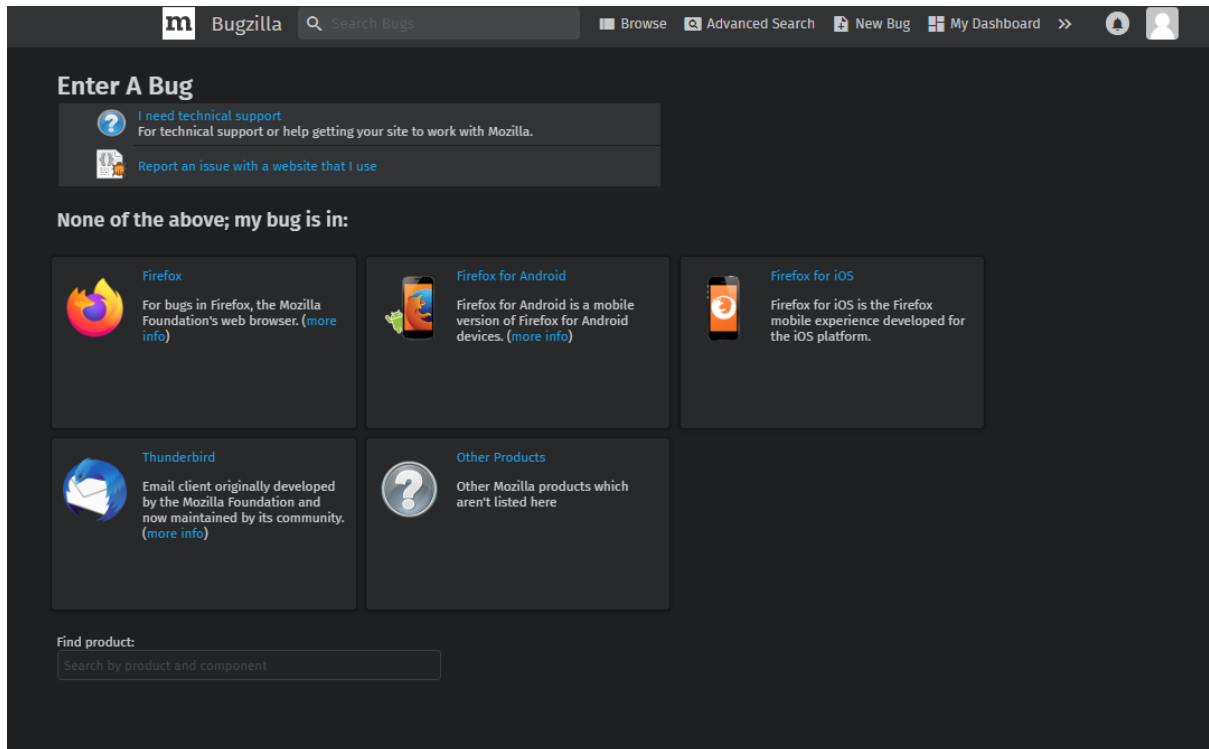 m Bugzilla Search Bugs Browse Advanced Search New Bug My Dashboard »
Enter A Bug
I need technical support
For technical support or help getting your site to work with Mozilla.
Report an issue with a website that I use
None of the above; my bug is in:
Firefox
For bugs in Firefox, the Mozilla
Foundation's web browser. (more
info)
Firefox for Android
Firefox for Android is a mobile
version of Firefox for Android
devices. (more info)
Firefox for iOS
Firefox for iOS is the Firefox
mobile experience developed for
the iOS platform.
Thunderbird
Email client originally developed
by the Mozilla Foundation and
now maintained by its community.
(more info)
Other Products
Other Mozilla products which
aren't listed here
Find product:
Search by product and component